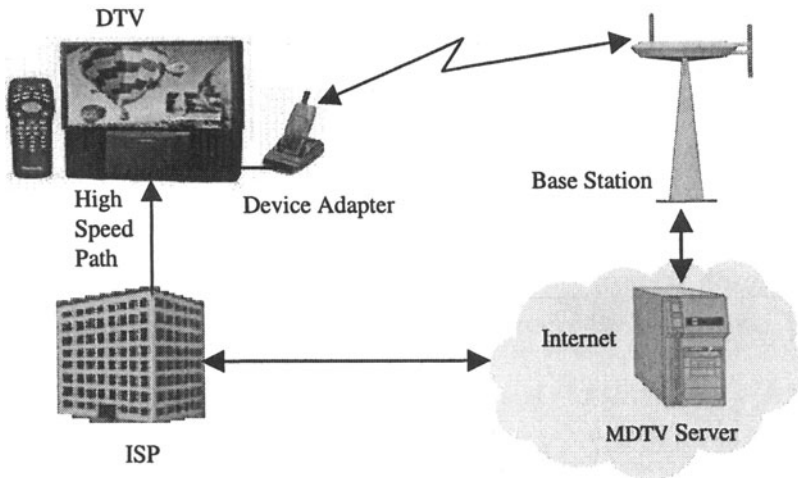 DTV
Base Station
High
Speed
Path
Device Adapter
Internet
MDTV Server
ISP